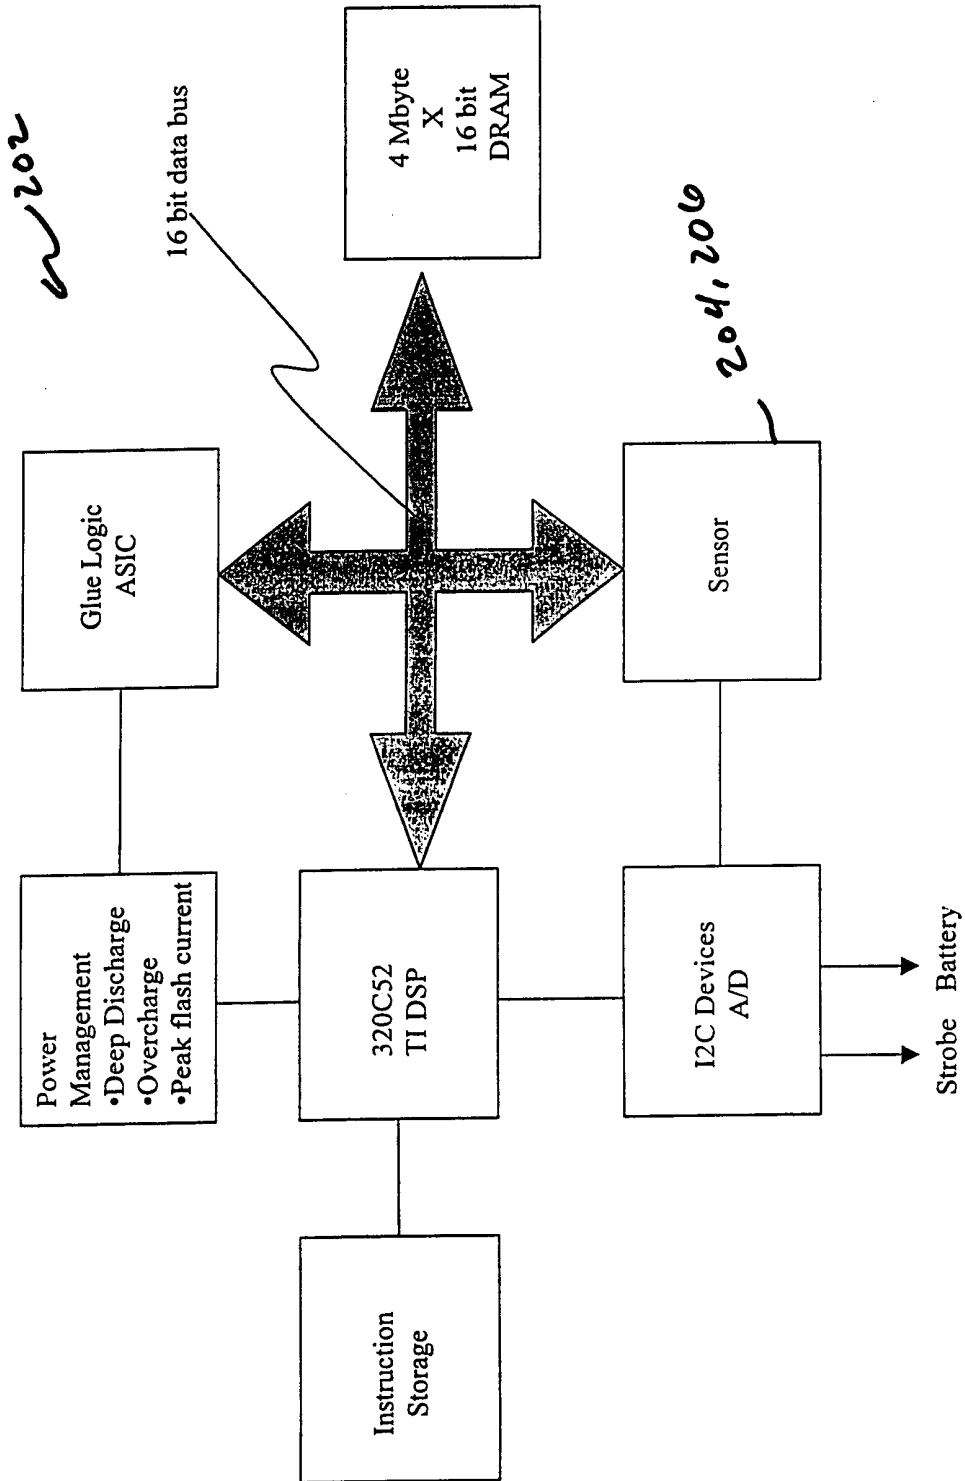 202
16 bit data bus
Power
Management
•Deep Discharge
•Overcharge
•Peak flash current
Glue Logic
ASIC
Instruction
Storage
320C52
TI DSP
4 Mbyte
X
16 bit
DRAM
I2C Devices
A/D
Sensor
204, 206
Strobe Battery